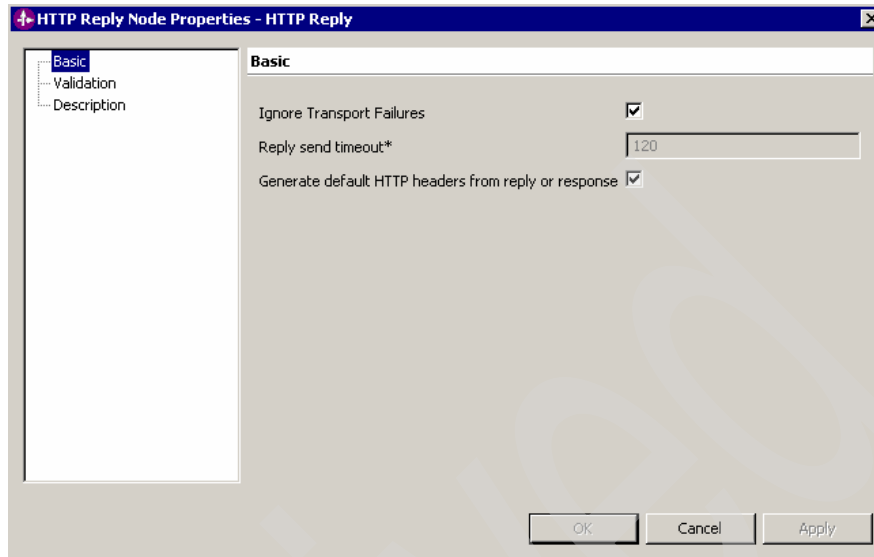 HTTP Reply Node Properties - HTTP Reply
Basic
Validation
Description
Basic
Ignore Transport Failures
Reply send timeout*
120
Generate default HTTP headers from reply or response
OK
Cancel
Apply